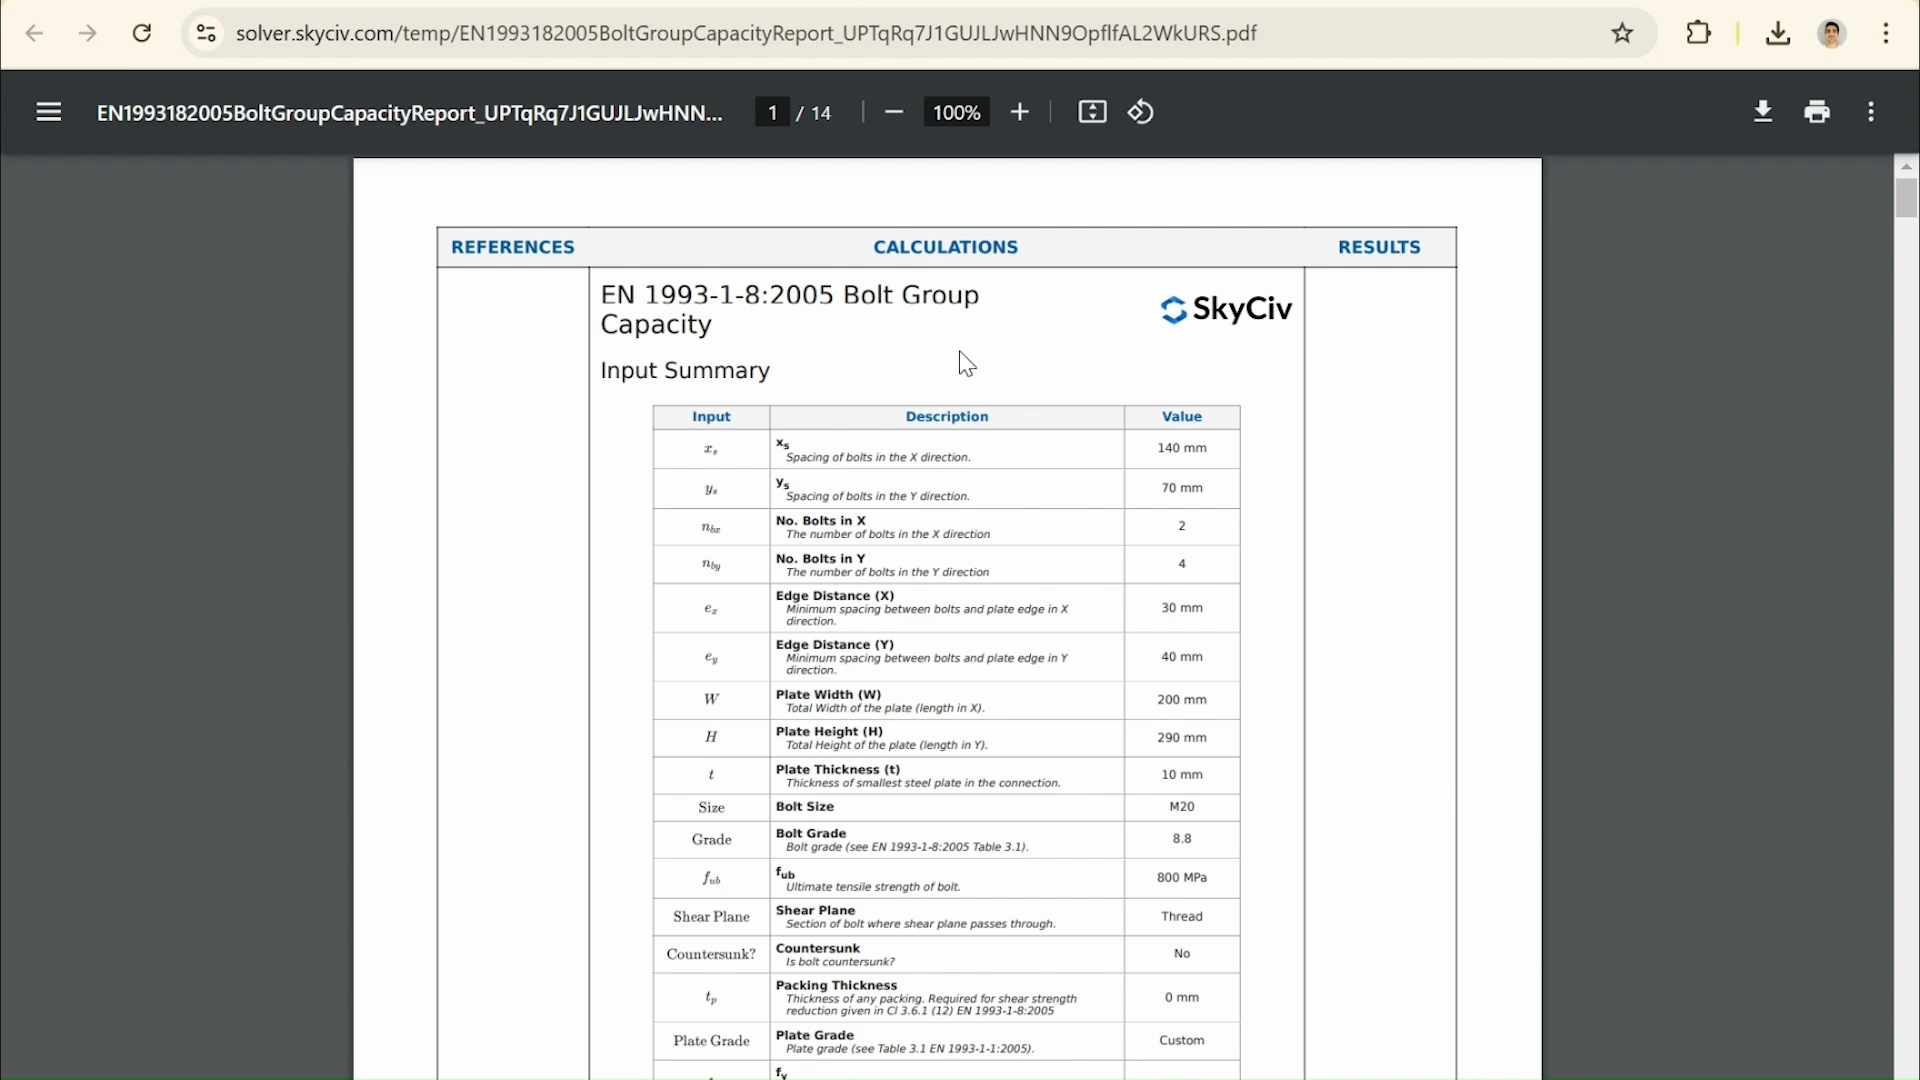 solver.skyciv.com/temp/EN1993182005BoltGroupCapacityReport_UPTqRq7J1GUJLJwHNN9OpfIfAL2WkURS.pdf
EN1993182005BoltGroupCapacityReport_UPTqRq7J1GUJLJwHNN... 1 / 14 100%
REFERENCES CALCULATIONS RESULTS
EN 1993-1-8:2005 Bolt Group
Capacity
SkyCiv
Input Summary
Input Description Value
xs xs 140 mm
Spacing of bolts in the X direction.
ys ys 70 mm
Spacing of bolts in the Y direction.
nbx No. Bolts in X 2
The number of bolts in the X direction
nby No. Bolts in Y 4
The number of bolts in the Y direction
ex Edge Distance (X) 30 mm
Minimum spacing between bolts and plate edge in X
direction.
ey Edge Distance (Y) 40 mm
Minimum spacing between bolts and plate edge in Y
direction.
W Plate Width (W) 200 mm
Total Width of the plate (length in X).
H Plate Height (H) 290 mm
Total Height of the plate (length in Y).
t Plate Thickness (t) 10 mm
Thickness of smallest steel plate in the connection.
Size Bolt Size M20
Grade Bolt Grade 8.8
Bolt grade (see EN 1993-1-8:2005 Table 3.1).
fub fub 800 MPa
Ultimate tensile strength of bolt.
Shear Plane Shear Plane Thread
Section of bolt where shear plane passes through.
Countersunk? Countersunk No
Is bolt countersunk?
tp Packing Thickness 0 mm
Thickness of any packing. Required for shear strength
reduction given in Cl 3.6.1 (12) EN 1993-1-8:2005
Plate Grade Plate Grade Custom
Plate grade (see Table 3.1 EN 1993-1-1:2005).
fy